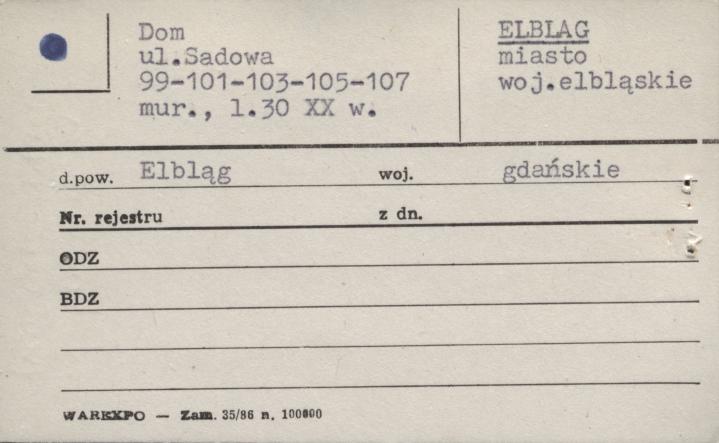 Dom
ul.Sadowa
99-101-103-105-107
mur., l.30 XX w.
ELBLAG
miasto
woj.elbląskie
d.pow. Elbląg woj. gdańskie
Nr. rejestru z dn.
ODZ
BDZ
WAREXPO — Zam. 35/86 n. 100000